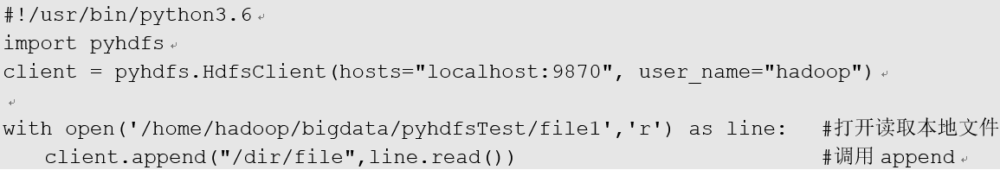 #!/usr/bin/python3.6
import pyhdfs
client = pyhdfs.HdfsClient(hosts="localhost:9870", user_name="hadoop")

with open('/home/hadoop/bigdata/pyhdfsTest/file1','r') as line:   #打开读取本地文件
   client.append("/dir/file",line.read())   #调用 append